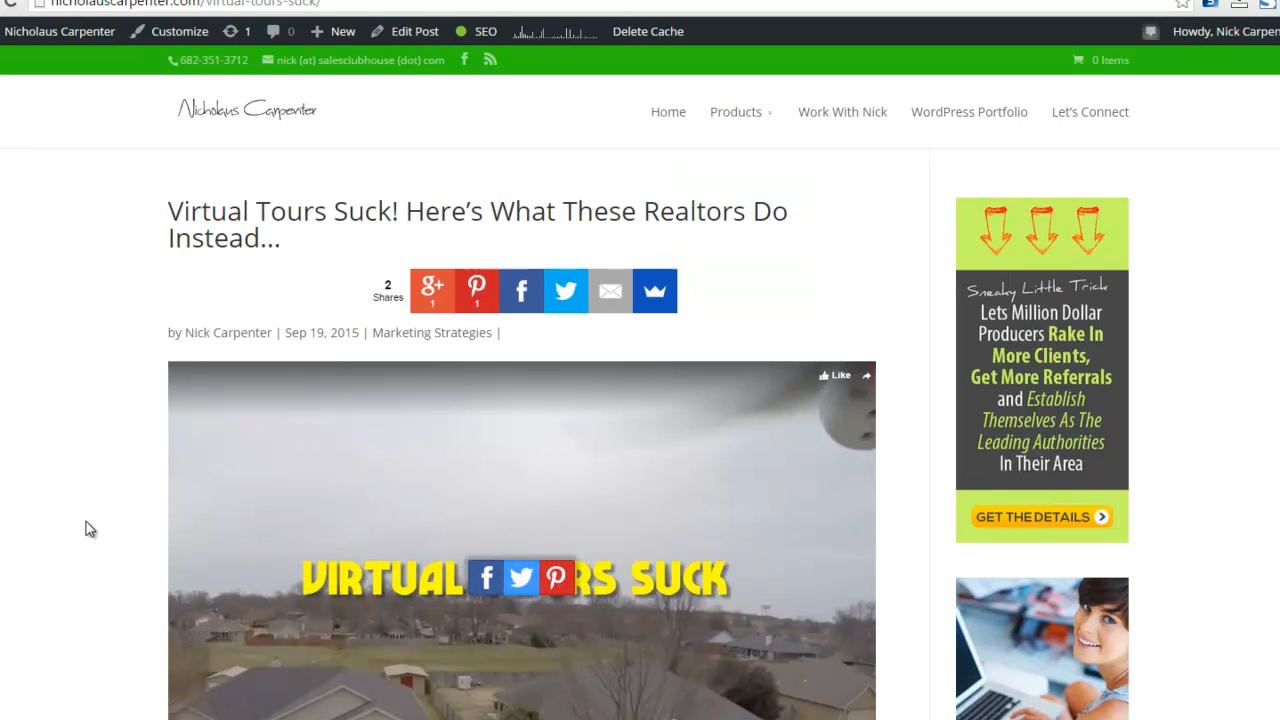 nicholauscarpenter.com/virtual-tours-suck/
Nicholaus Carpenter Customize 1 0 New Edit Post SEO Delete Cache Howdy, Nick Carpen
682-351-3712 nick (at) salesclubhouse (dot) com 0 Items
Nicholaus Carpenter
Home Products Work With Nick WordPress Portfolio Let's Connect
Virtual Tours Suck! Here's What These Realtors Do
Instead...
2
Shares
g+ 1
1
by Nick Carpenter | Sep 19, 2015 | Marketing Strategies |
Like
VIRTUAL RS SUCK
Sneaky Little Trick
Lets Million Dollar
Producers Rake In
More Clients,
Get More Referrals
and Establish
Themselves As The
Leading Authorities
In Their Area
GET THE DETAILS